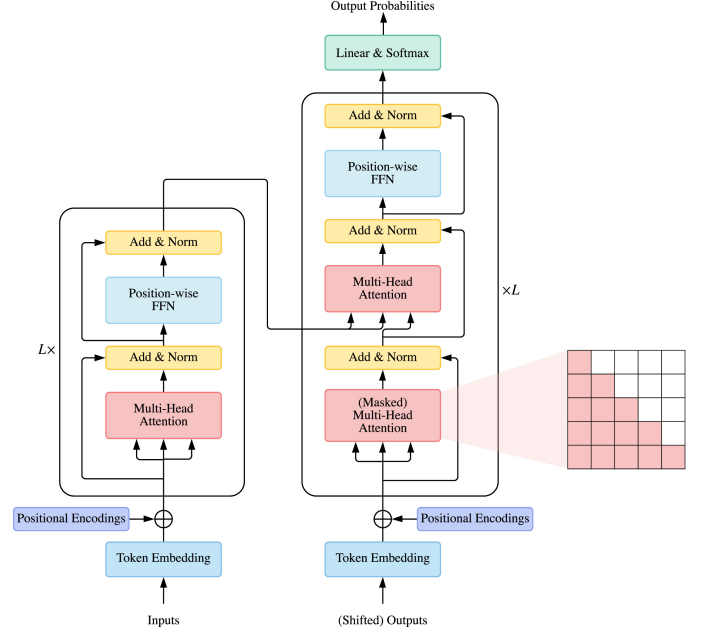 Output Probabilities
Linear & Softmax
Add & Norm
Position-wise
FFN
Add & Norm
Multi-Head
Attention
×L
Add & Norm
(Masked)
Multi-Head
Attention
Positional Encodings
Token Embedding
(Shifted) Outputs
Add & Norm
Position-wise
FFN
L×
Add & Norm
Multi-Head
Attention
Positional Encodings
Token Embedding
Inputs